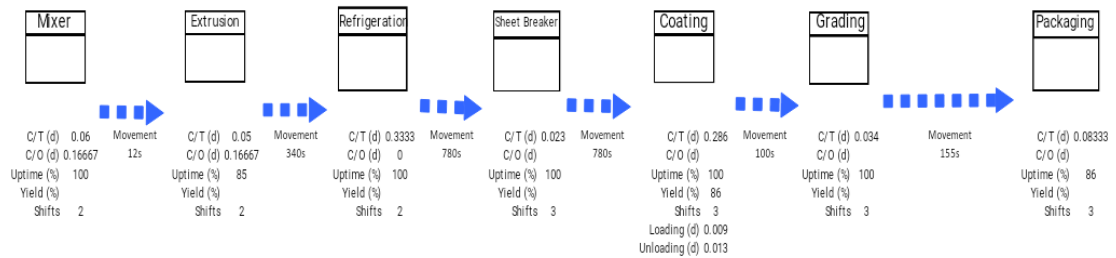 Mixer
Extrusion
Refrigeration
Sheet Breaker
Coating
Grading
Packaging
C/T (d) 0.06
C/O (d) 0.16667
Uptime (%) 100
Yield (%)
Shifts 2
Movement
12s
C/T (d) 0.05
C/O (d) 0.16667
Uptime (%) 85
Yield (%)
Shifts 2
Movement
340s
C/T (d) 0.3333
C/O (d) 0
Uptime (%) 100
Yield (%)
Shifts 2
Movement
780s
C/T (d) 0.023
C/O (d)
Uptime (%) 100
Yield (%)
Shifts 3
Movement
780s
C/T (d) 0.286
C/O (d)
Uptime (%) 100
Yield (%) 86
Shifts 3
Loading (d) 0.009
Unloading (d) 0.013
Movement
100s
C/T (d) 0.034
C/O (d)
Uptime (%) 100
Yield (%)
Shifts 3
Movement
155s
C/T (d) 0.08333
C/O (d)
Uptime (%) 86
Yield (%)
Shifts 3